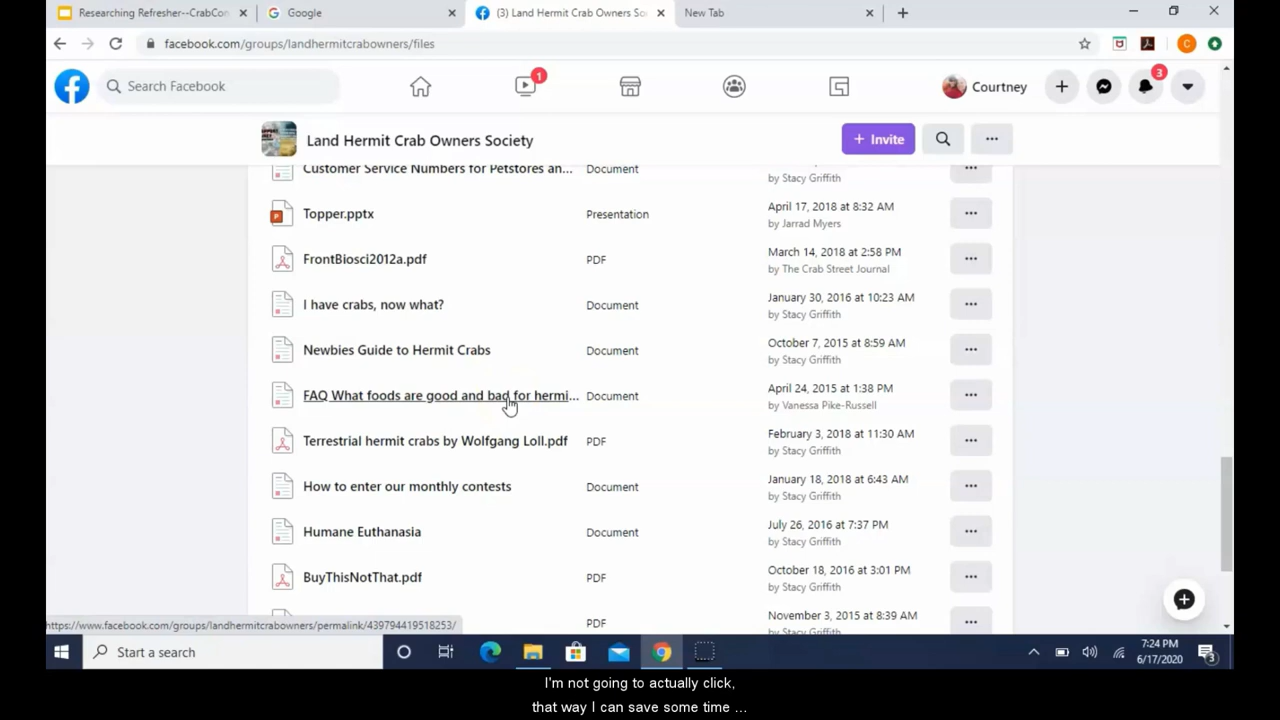 Researching Refresher--CrabCon
Google
(3) Land Hermit Crab Owners So
New Tab
facebook.com/groups/landhermitcrabowners/files
Search Facebook
1
Courtney
3
Land Hermit Crab Owners Society
+ Invite
Customer Service Numbers for Petstores an... Document
by Stacy Griffith
Topper.pptx Presentation April 17, 2018 at 8:32 AM
by Jarrad Myers
FrontBiosci2012a.pdf PDF March 14, 2018 at 2:58 PM
by The Crab Street Journal
I have crabs, now what? Document January 30, 2016 at 10:23 AM
by Stacy Griffith
Newbies Guide to Hermit Crabs Document October 7, 2015 at 8:59 AM
by Stacy Griffith
FAQ What foods are good and bad for hermi... Document April 24, 2015 at 1:38 PM
by Vanessa Pike-Russell
Terrestrial hermit crabs by Wolfgang Loll.pdf PDF February 3, 2018 at 11:30 AM
by Stacy Griffith
How to enter our monthly contests Document January 18, 2018 at 6:43 AM
by Stacy Griffith
Humane Euthanasia Document July 26, 2016 at 7:37 PM
by Stacy Griffith
BuyThisNotThat.pdf PDF October 18, 2016 at 3:01 PM
by Stacy Griffith
PDF November 3, 2015 at 8:39 AM
by Stacy Griffith
https://www.facebook.com/groups/landhermitcrabowners/permalink/439794419518253/
Start a search
7:24 PM
6/17/2020
3
I'm not going to actually click,
that way I can save some time ...